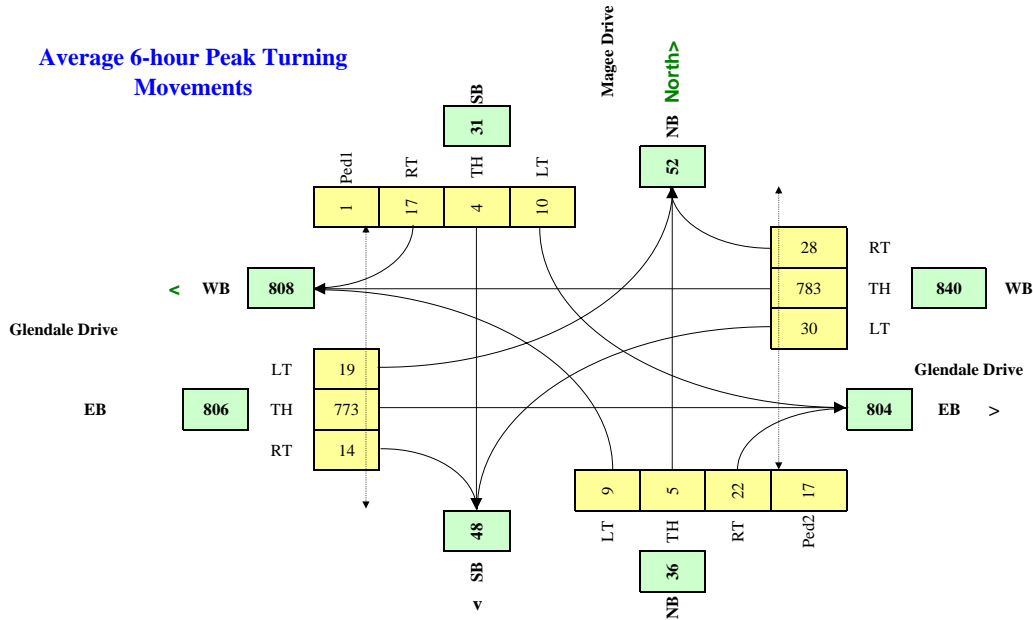 Average 6-hour Peak Turning
Movements
Magee Drive
North>
SB
31
NB
52
Ped1
RT
TH
LT
1
17
4
10
28
RT
< WB
808
783
TH
840
WB
30
LT
Glendale Drive
LT
19
Glendale Drive
EB
806
TH
773
804
EB >
RT
14
9
5
22
17
LT
TH
RT
Ped2
48
SB
v
36
NB